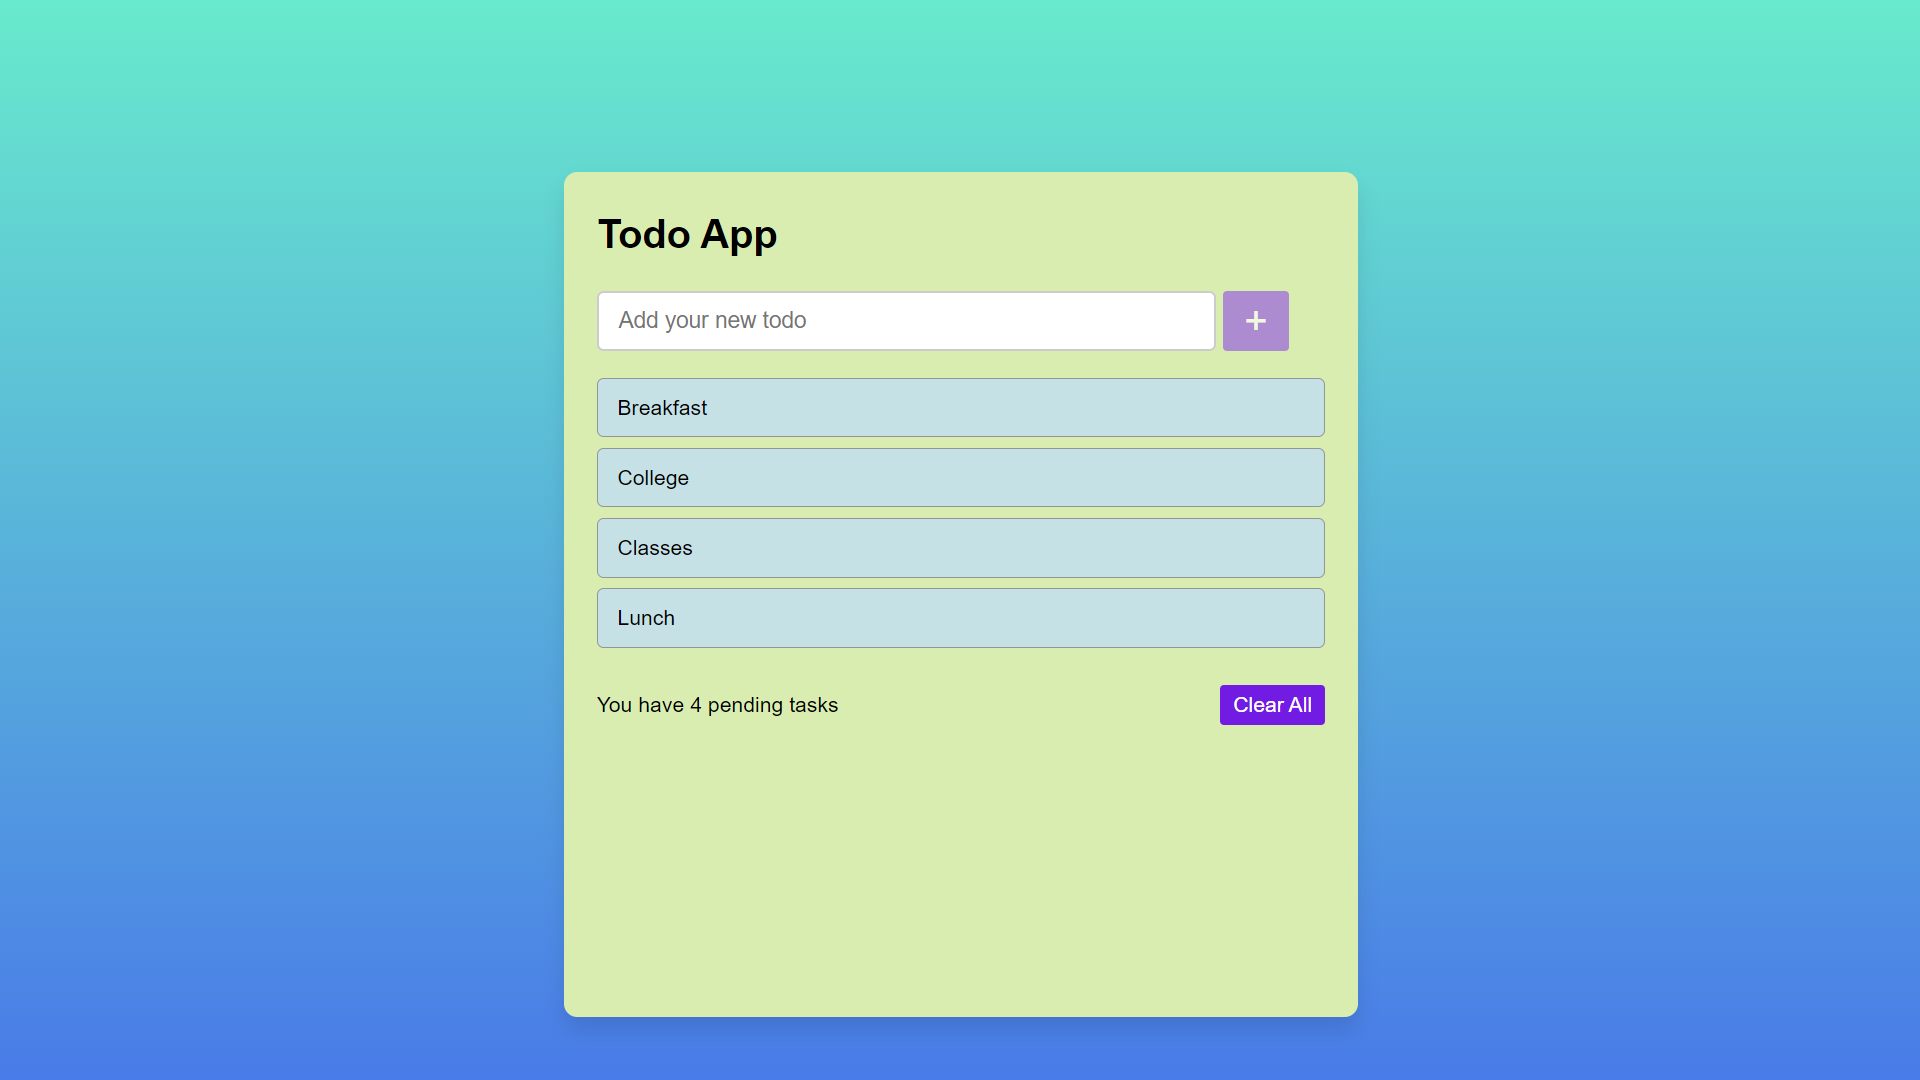 Todo App
Add your new todo
+
Breakfast
College
Classes
Lunch
You have 4 pending tasks
Clear All